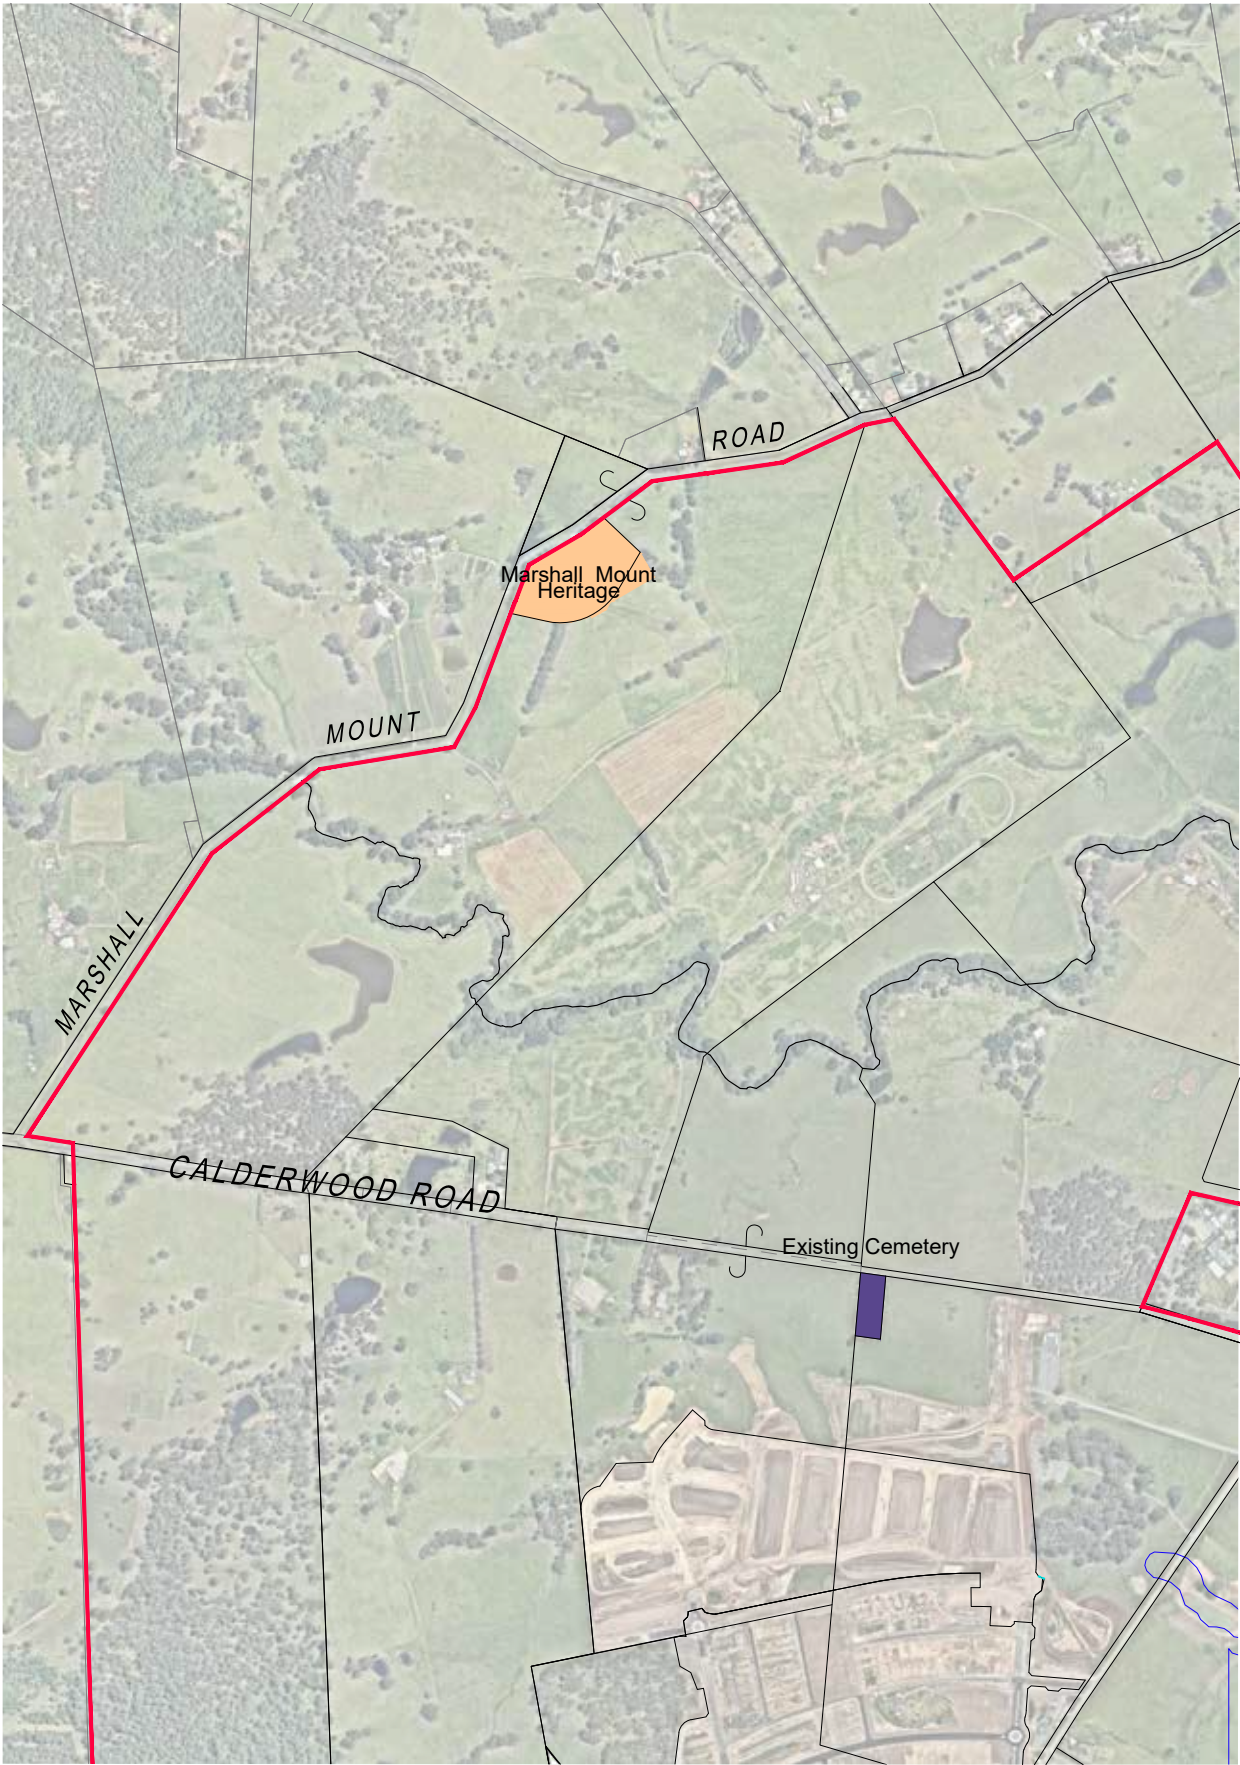 ROAD
Marshall Mount
Heritage
MOUNT
MARSHALL
CALDERWOOD ROAD
Existing Cemetery